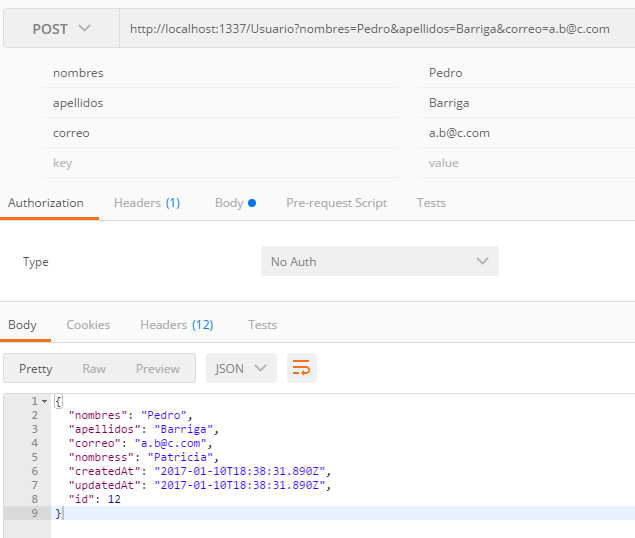 POST http://localhost:1337/Usuario?nombres=Pedro&apellidos=Barriga&correo=a.b@c.com
nombres Pedro
apellidos Barriga
correo a.b@c.com
key value
Authorization Headers (1) Body Pre-request Script Tests
Type No Auth
Body Cookies Headers (12) Tests
Pretty Raw Preview JSON
1 {
2 "nombres": "Pedro",
3 "apellidos": "Barriga",
4 "correo": "a.b@c.com",
5 "nombress": "Patricia",
6 "createdAt": "2017-01-10T18:38:31.890Z",
7 "updatedAt": "2017-01-10T18:38:31.890Z",
8 "id": 12
9 }